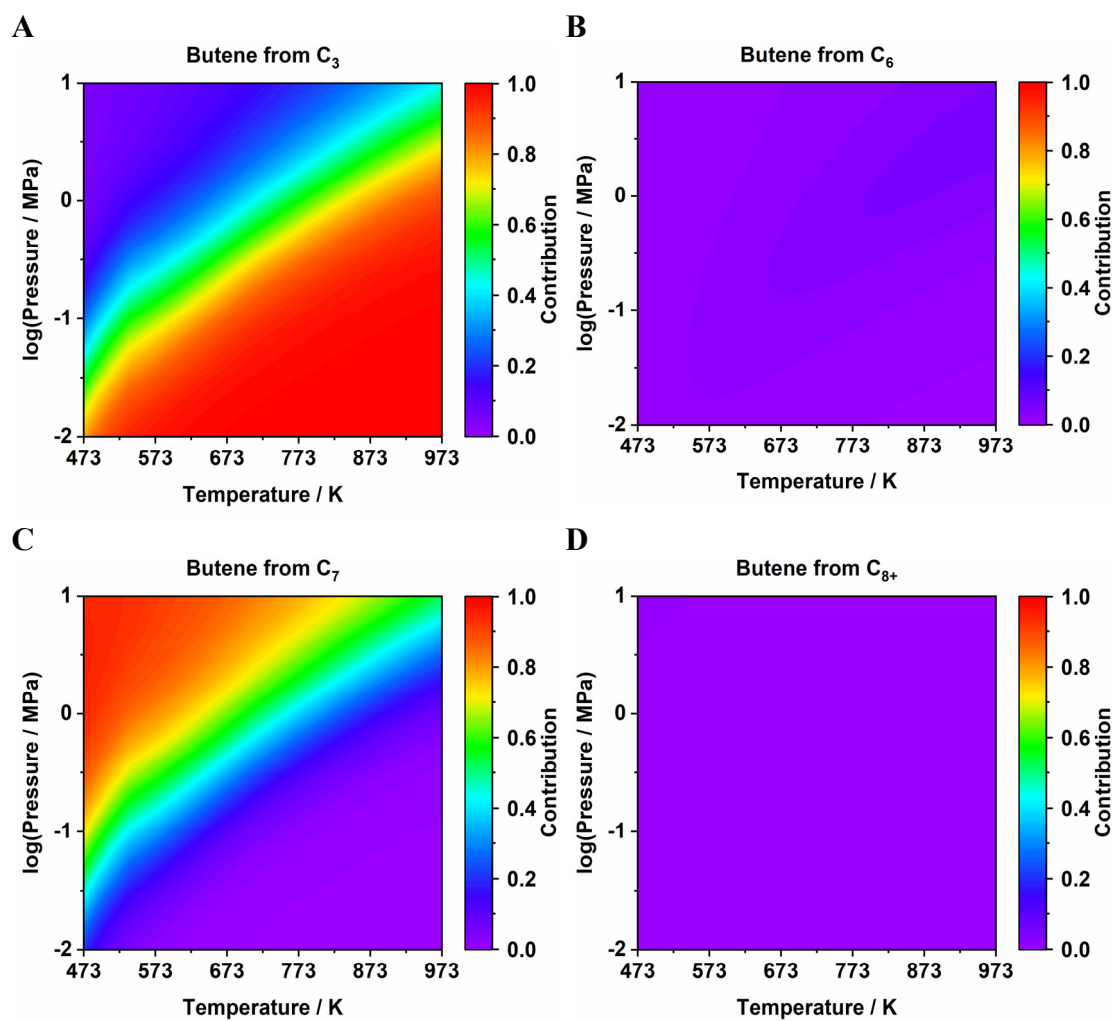 A
Butene from C3
1
0
-1
-2
log(Pressure / MPa)
473 573 673 773 873 973
Temperature / K
1.0
0.8
0.6
0.4
0.2
0.0
Contribution
B
Butene from C6
1
0
-1
-2
log(Pressure / MPa)
473 573 673 773 873 973
Temperature / K
1.0
0.8
0.6
0.4
0.2
0.0
Contribution
C
Butene from C7
1
0
-1
-2
log(Pressure / MPa)
473 573 673 773 873 973
Temperature / K
1.0
0.8
0.6
0.4
0.2
0.0
Contribution
D
Butene from C8+
1
0
-1
-2
log(Pressure / MPa)
473 573 673 773 873 973
Temperature / K
1.0
0.8
0.6
0.4
0.2
0.0
Contribution